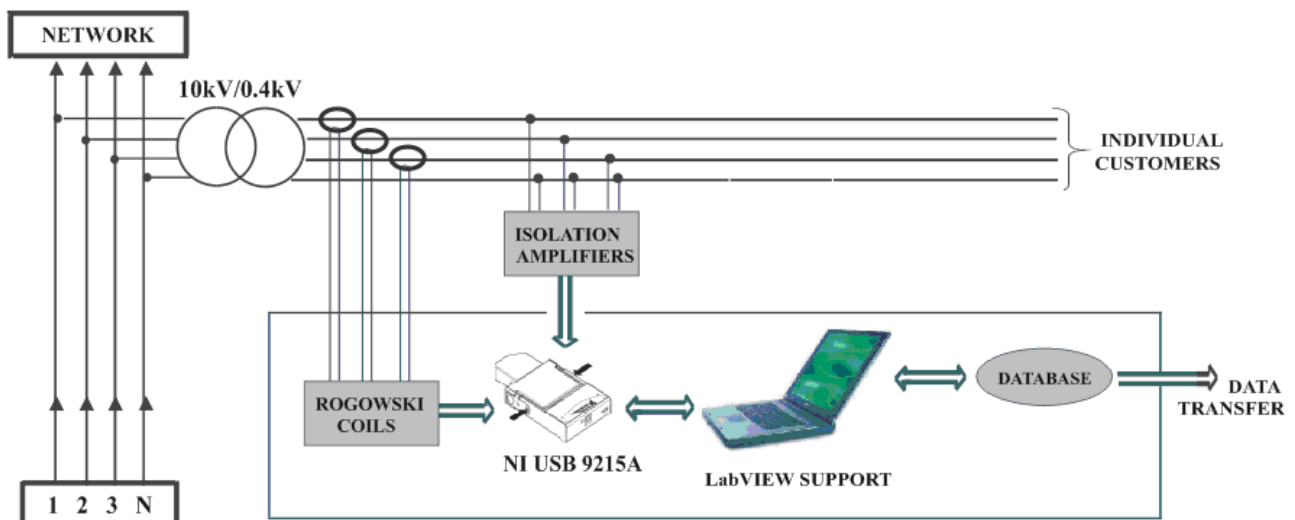 NETWORK
10kV/0.4kV
INDIVIDUAL
CUSTOMERS
ISOLATION
AMPLIFIERS
ROGOWSKI
COILS
NI USB 9215A
LabVIEW SUPPORT
DATABASE
DATA
TRANSFER
1 2 3 N